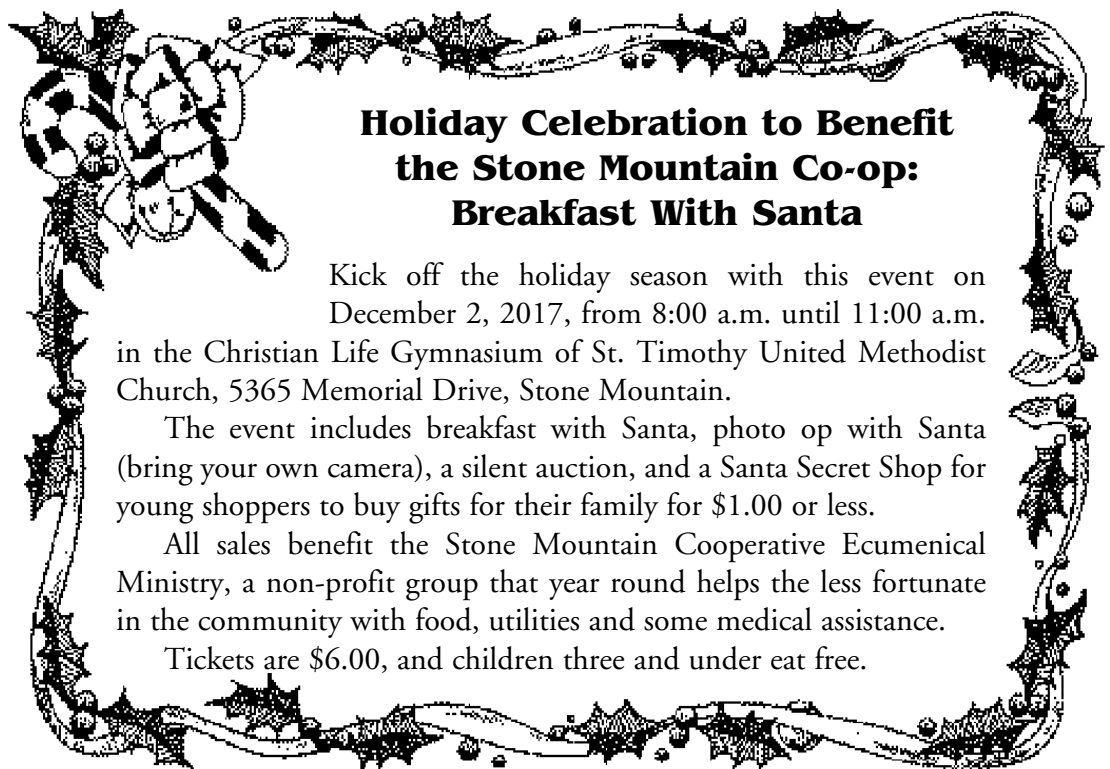 Holiday Celebration to Benefit
the Stone Mountain Co-op:
Breakfast With Santa
Kick off the holiday season with this event on
December 2, 2017, from 8:00 a.m. until 11:00 a.m.
in the Christian Life Gymnasium of St. Timothy United Methodist
Church, 5365 Memorial Drive, Stone Mountain.
The event includes breakfast with Santa, photo op with Santa
(bring your own camera), a silent auction, and a Santa Secret Shop for
young shoppers to buy gifts for their family for $1.00 or less.
All sales benefit the Stone Mountain Cooperative Ecumenical
Ministry, a non-profit group that year round helps the less fortunate
in the community with food, utilities and some medical assistance.
Tickets are $6.00, and children three and under eat free.